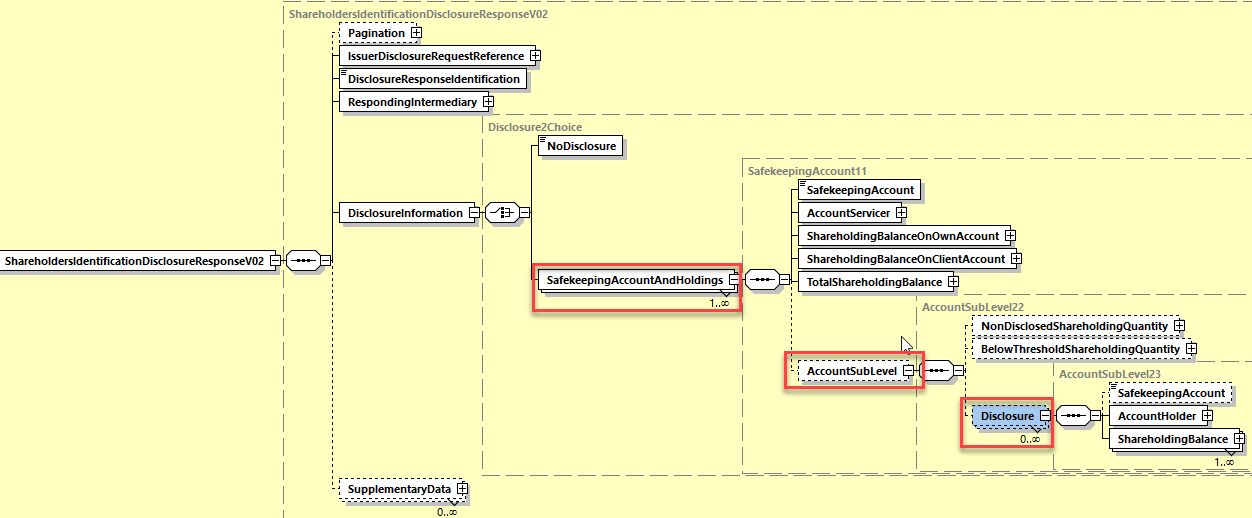 ShareholdersIdentificationDisclosureResponseV02
Pagination
IssuerDisclosureRequestReference
DisclosureResponseIdentification
RespondingIntermediary
Disclosure2Choice
NoDisclosure
SafekeepingAccount11
SafekeepingAccount
DisclosureInformation
AccountServicer
ShareholdingBalanceOnOwnAccount
ShareholdersIdentificationDisclosureResponseV02
ShareholdingBalanceOnClientAccount
SafekeepingAccountAndHoldings
TotalShareholdingBalance
1..∞
AccountSubLevel22
NonDisclosedShareholdingQuantity
BelowThresholdShareholdingQuantity
AccountSubLevel
AccountSubLevel23
SafekeepingAccount
Disclosure
AccountHolder
0..∞
ShareholdingBalance
1..∞
SupplementaryData
0..∞